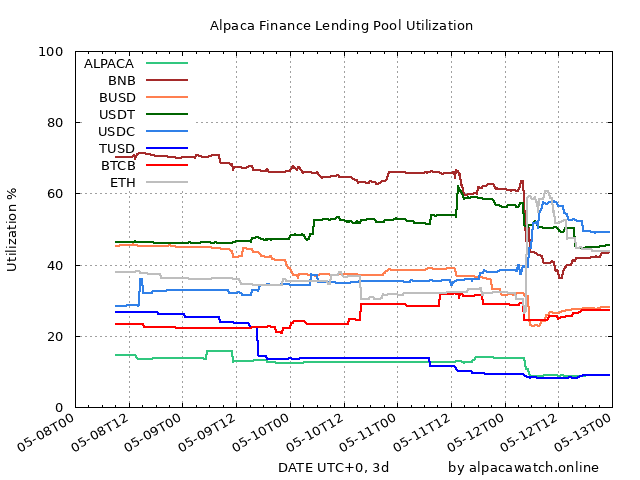 Alpaca Finance Lending Pool Utilization
Utilization %
100
80
60
40
20
0
ALPACA
BNB
BUSD
USDT
USDC
TUSD
BTCB
ETH
05-08T00
05-08T12
05-09T00
05-09T12
05-10T00
05-10T12
05-11T00
05-11T12
05-12T00
05-12T12
05-13T00
DATE UTC+0, 3d
by alpacawatch.online